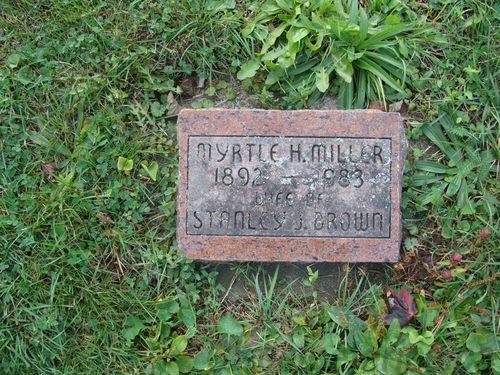 MYRTLE H. MILLER
1892 — 1983
WIFE OF
STANLEY J. BROWN